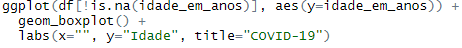 ggplot(df[!is.na(idade_em_anos)], aes(y=idade_em_anos)) +
geom_boxplot() +
labs(x="", y="Idade", title="COVID-19")